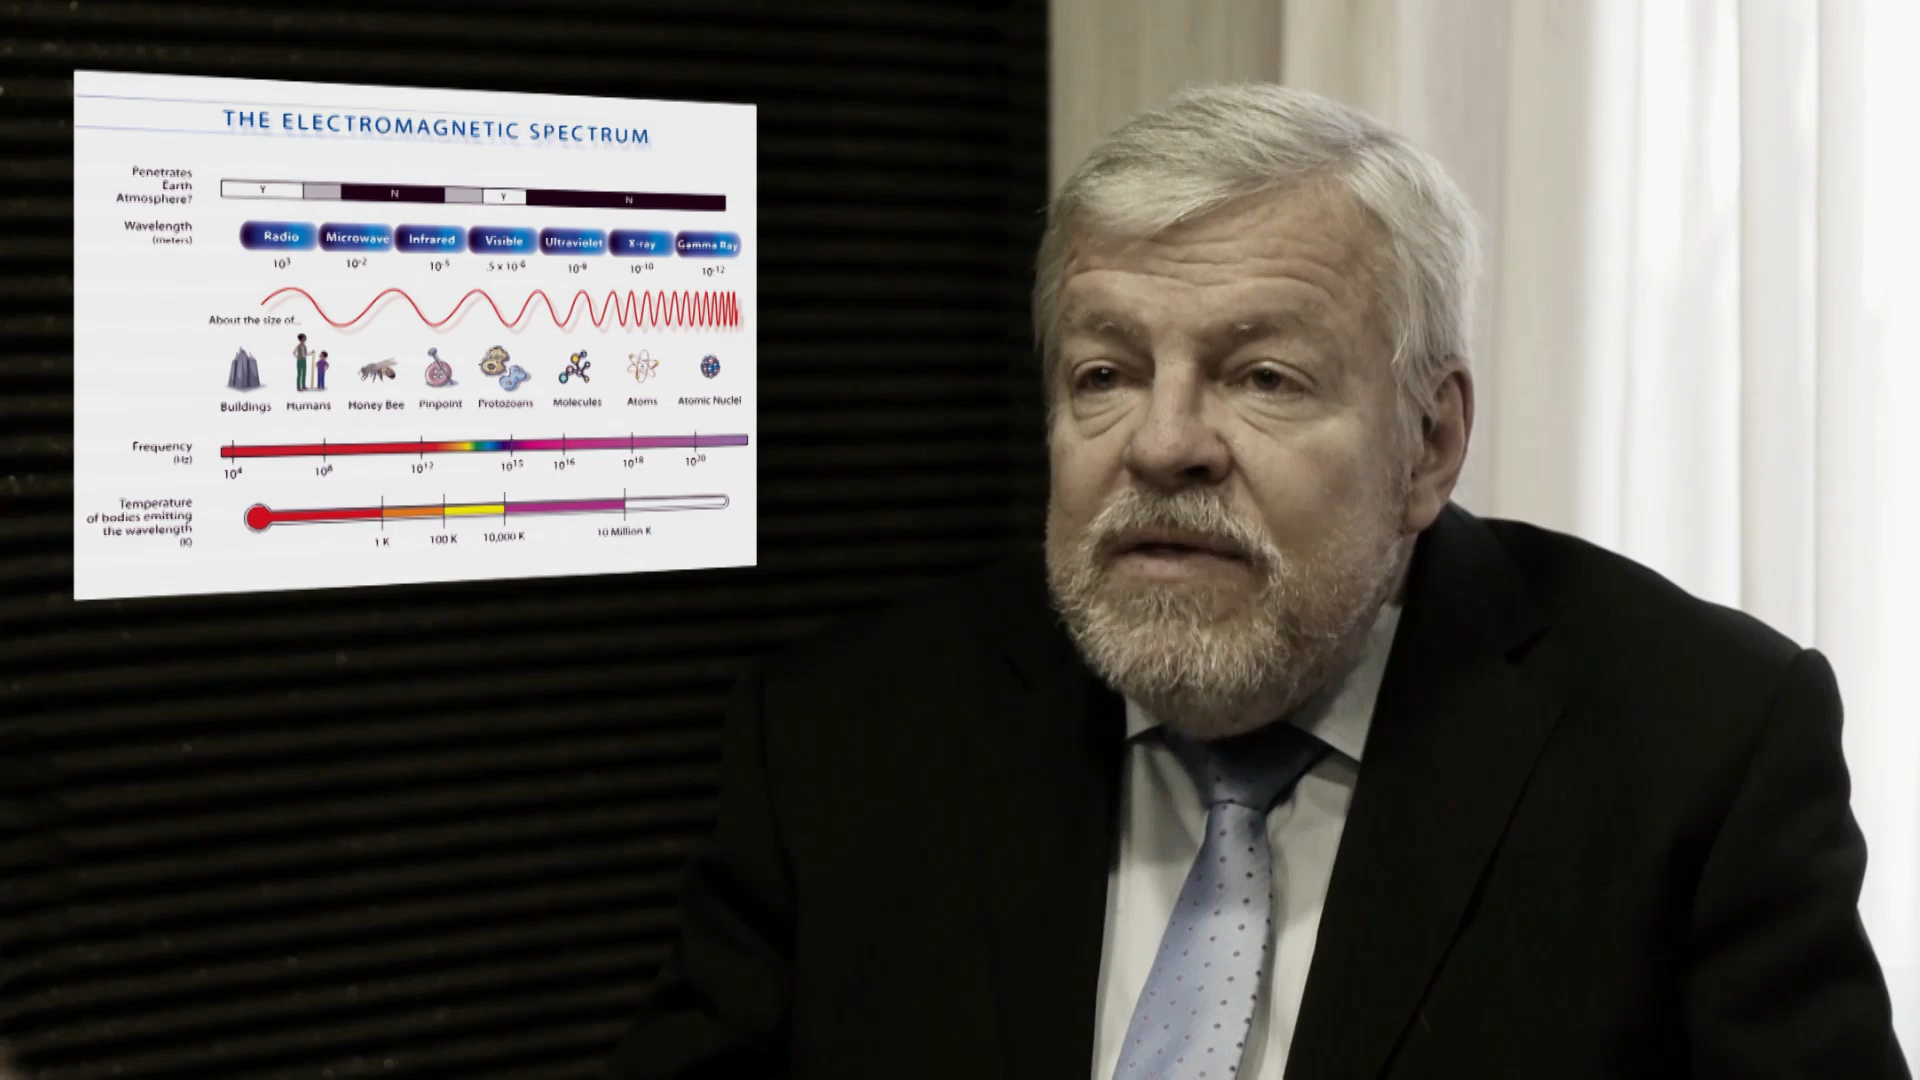 THE ELECTROMAGNETIC SPECTRUM
Penetrates
Earth
Atmosphere?
Y N Y N
Wavelength
(meters)
Radio Microwave Infrared Visible Ultraviolet X-ray Gamma Ray
10³ 10⁻² 10⁻⁵ .5 x 10⁻⁶ 10⁻⁸ 10⁻¹⁰ 10⁻¹²
About the size of...
Buildings Humans Honey Bee Pinpoint Protozoans Molecules Atoms Atomic Nuclei
Frequency
(Hz)
10⁴ 10⁸ 10¹² 10¹⁵ 10¹⁶ 10¹⁸ 10²⁰
Temperature
of bodies emitting
the wavelength
(K)
1 K 100 K 10,000 K 10 Million K